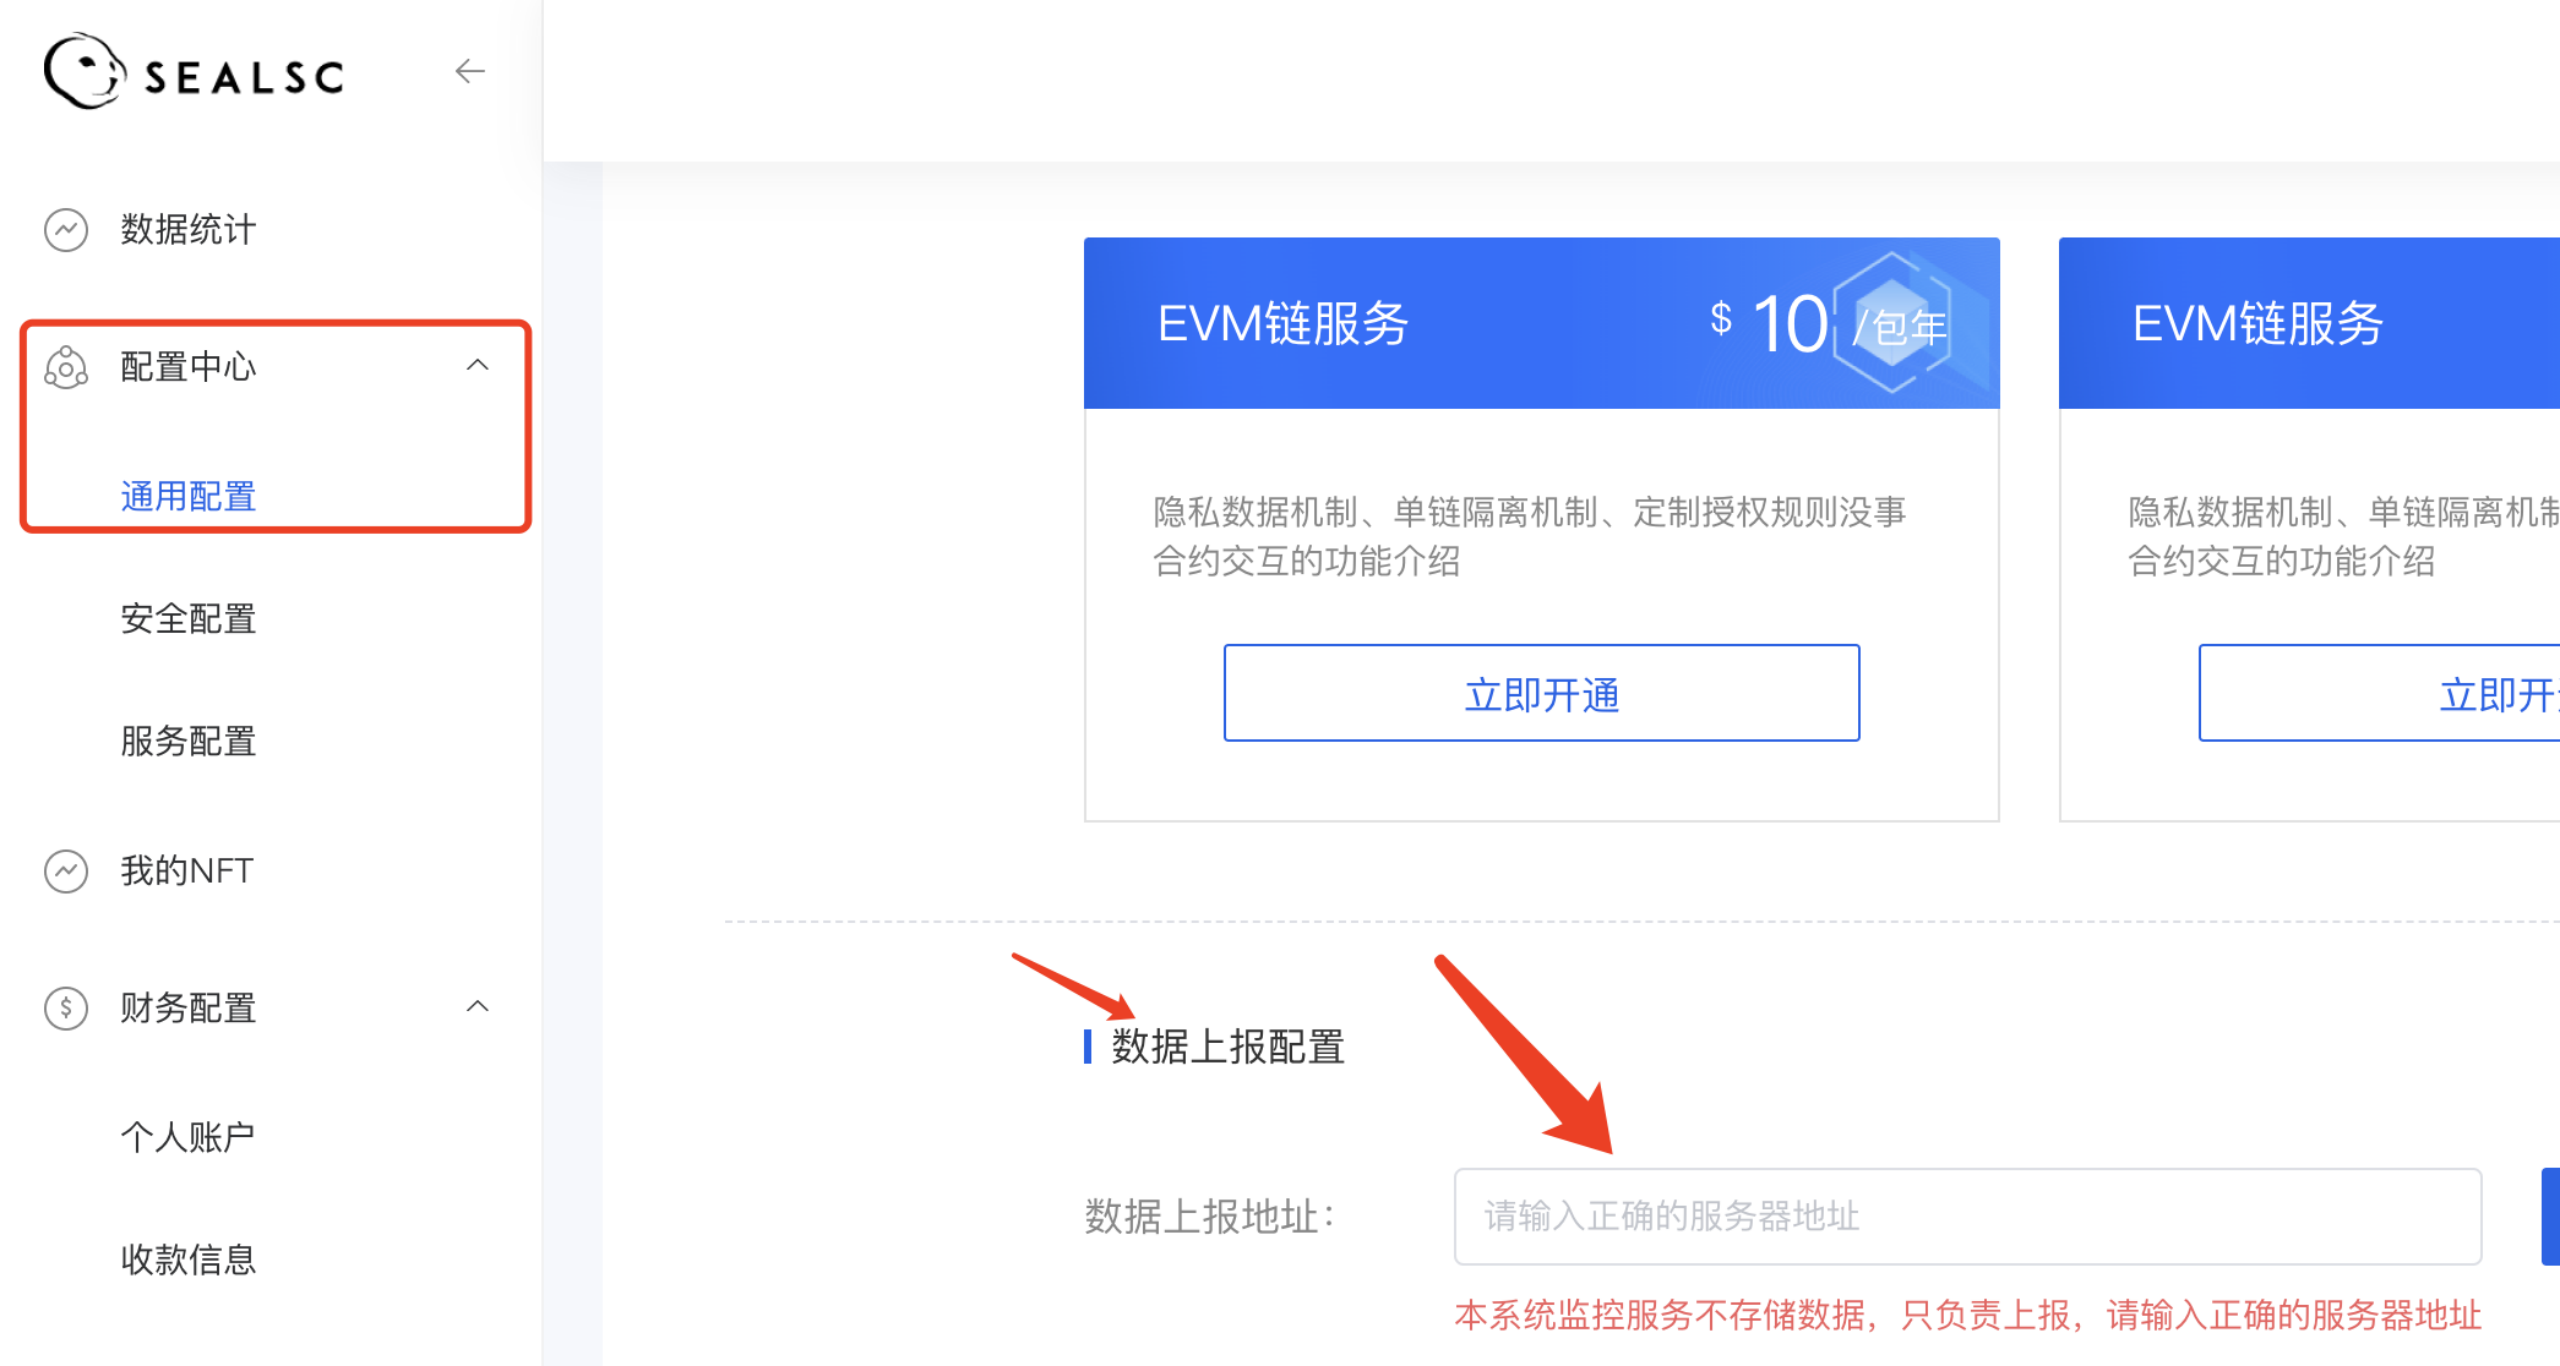 SEALSC
数据统计
配置中心
通用配置
安全配置
服务配置
我的NFT
财务配置
个人账户
收款信息
EVM链服务
$ 10 /包年
隐私数据机制、单链隔离机制、定制授权规则没事
合约交互的功能介绍
立即开通
EVM链服务
隐私数据机制、单链隔离机制
合约交互的功能介绍
立即开
数据上报配置
数据上报地址：
请输入正确的服务器地址
本系统监控服务不存储数据，只负责上报，请输入正确的服务器地址